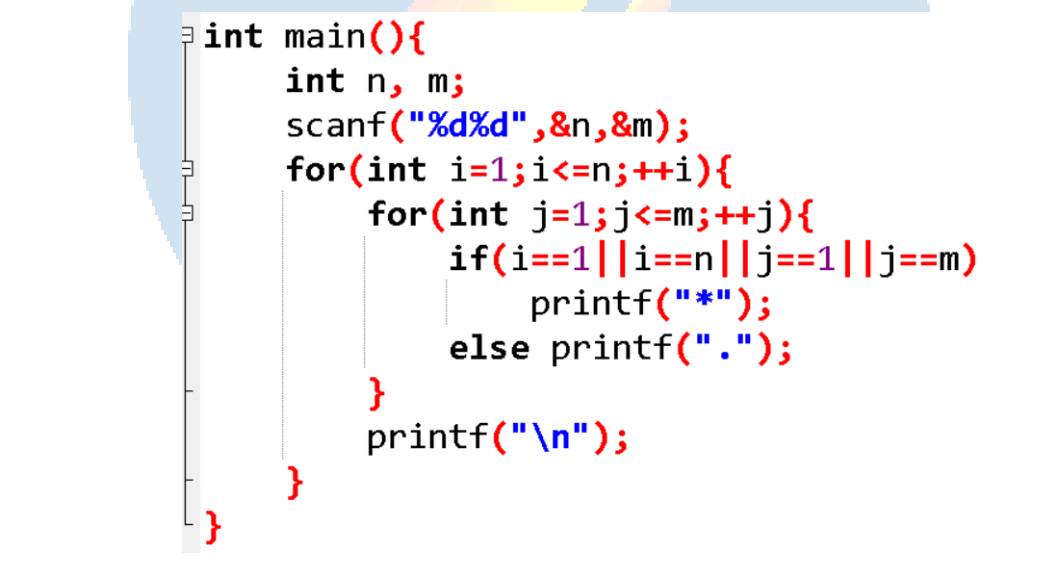 int main(){
int n, m;
scanf("%d%d",&n,&m);
for(int i=1;i<=n;++i){
for(int j=1;j<=m;++j){
if(i==1||i==n||j==1||j==m)
printf("*");
else printf(".");
}
printf("\n");
}
}